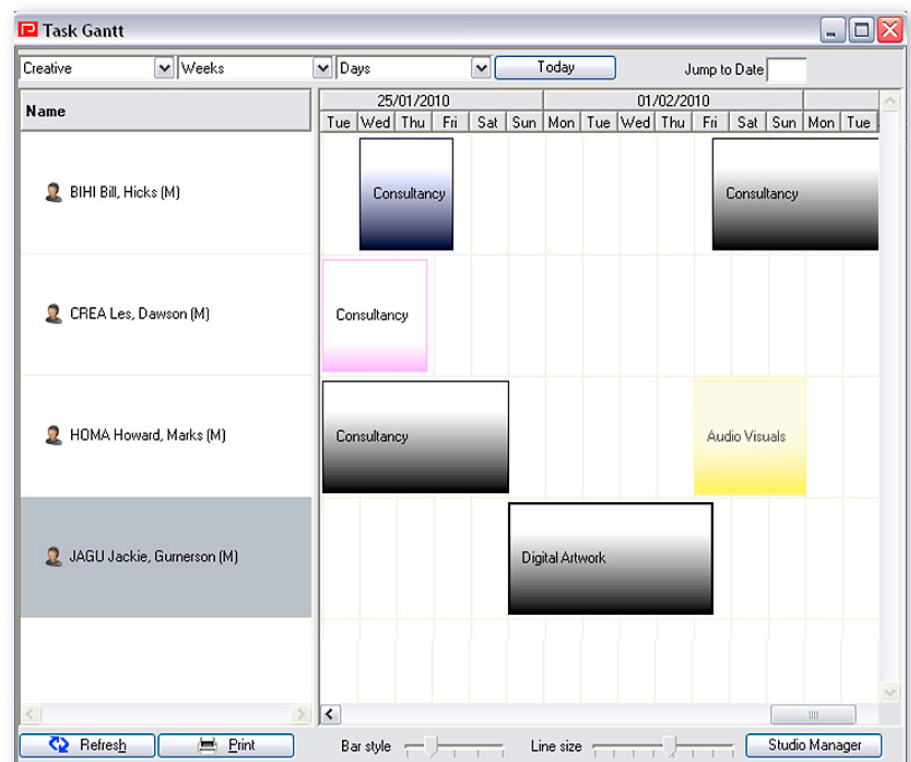 Task Gantt
Creative Weeks Days Today Jump to Date
Name
25/01/2010 01/02/2010
Tue Wed Thu Fri Sat Sun Mon Tue Wed Thu Fri Sat Sun Mon Tue
BIHI Bill, Hicks (M) Consultancy Consultancy
CREA Les, Dawson (M) Consultancy
HOMA Howard, Marks (M) Consultancy Audio Visuals
JAGU Jackie, Gumerson (M) Digital Artwork
Refresh Print Bar style Line size Studio Manager